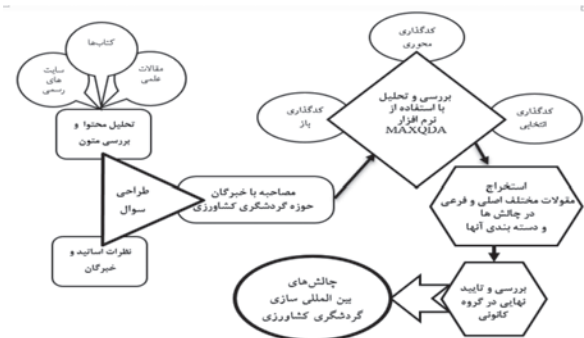 کتاب‌ها
مقالات
علمی
سایت
های
رسمی
تحلیل محتوا و
بررسی متون
طراحی
سوال
نظرات اساتید و
خبرگان
مصاحبه با خبرگان
حوزه گردشگری کشاورزی
کدگذاری
باز
کدگذاری
محوری
کدگذاری
انتخابی
بررسی و تحلیل
با استفاده از
نرم افزار
MAXQDA
استخراج
مقولات مختلف اصلی و فرعی
در چالش ها
و دسته بندی آنها
بررسی و تایید
نهایی در گروه
کانونی
چالش‌های
بین المللی سازی
گردشگری کشاورزی